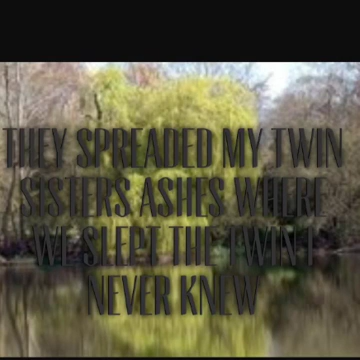 THEY SPREADED MY TWIN
SISTERS ASHES WHERE
WE SLEPT THE TWIN I
NEVER KNEW